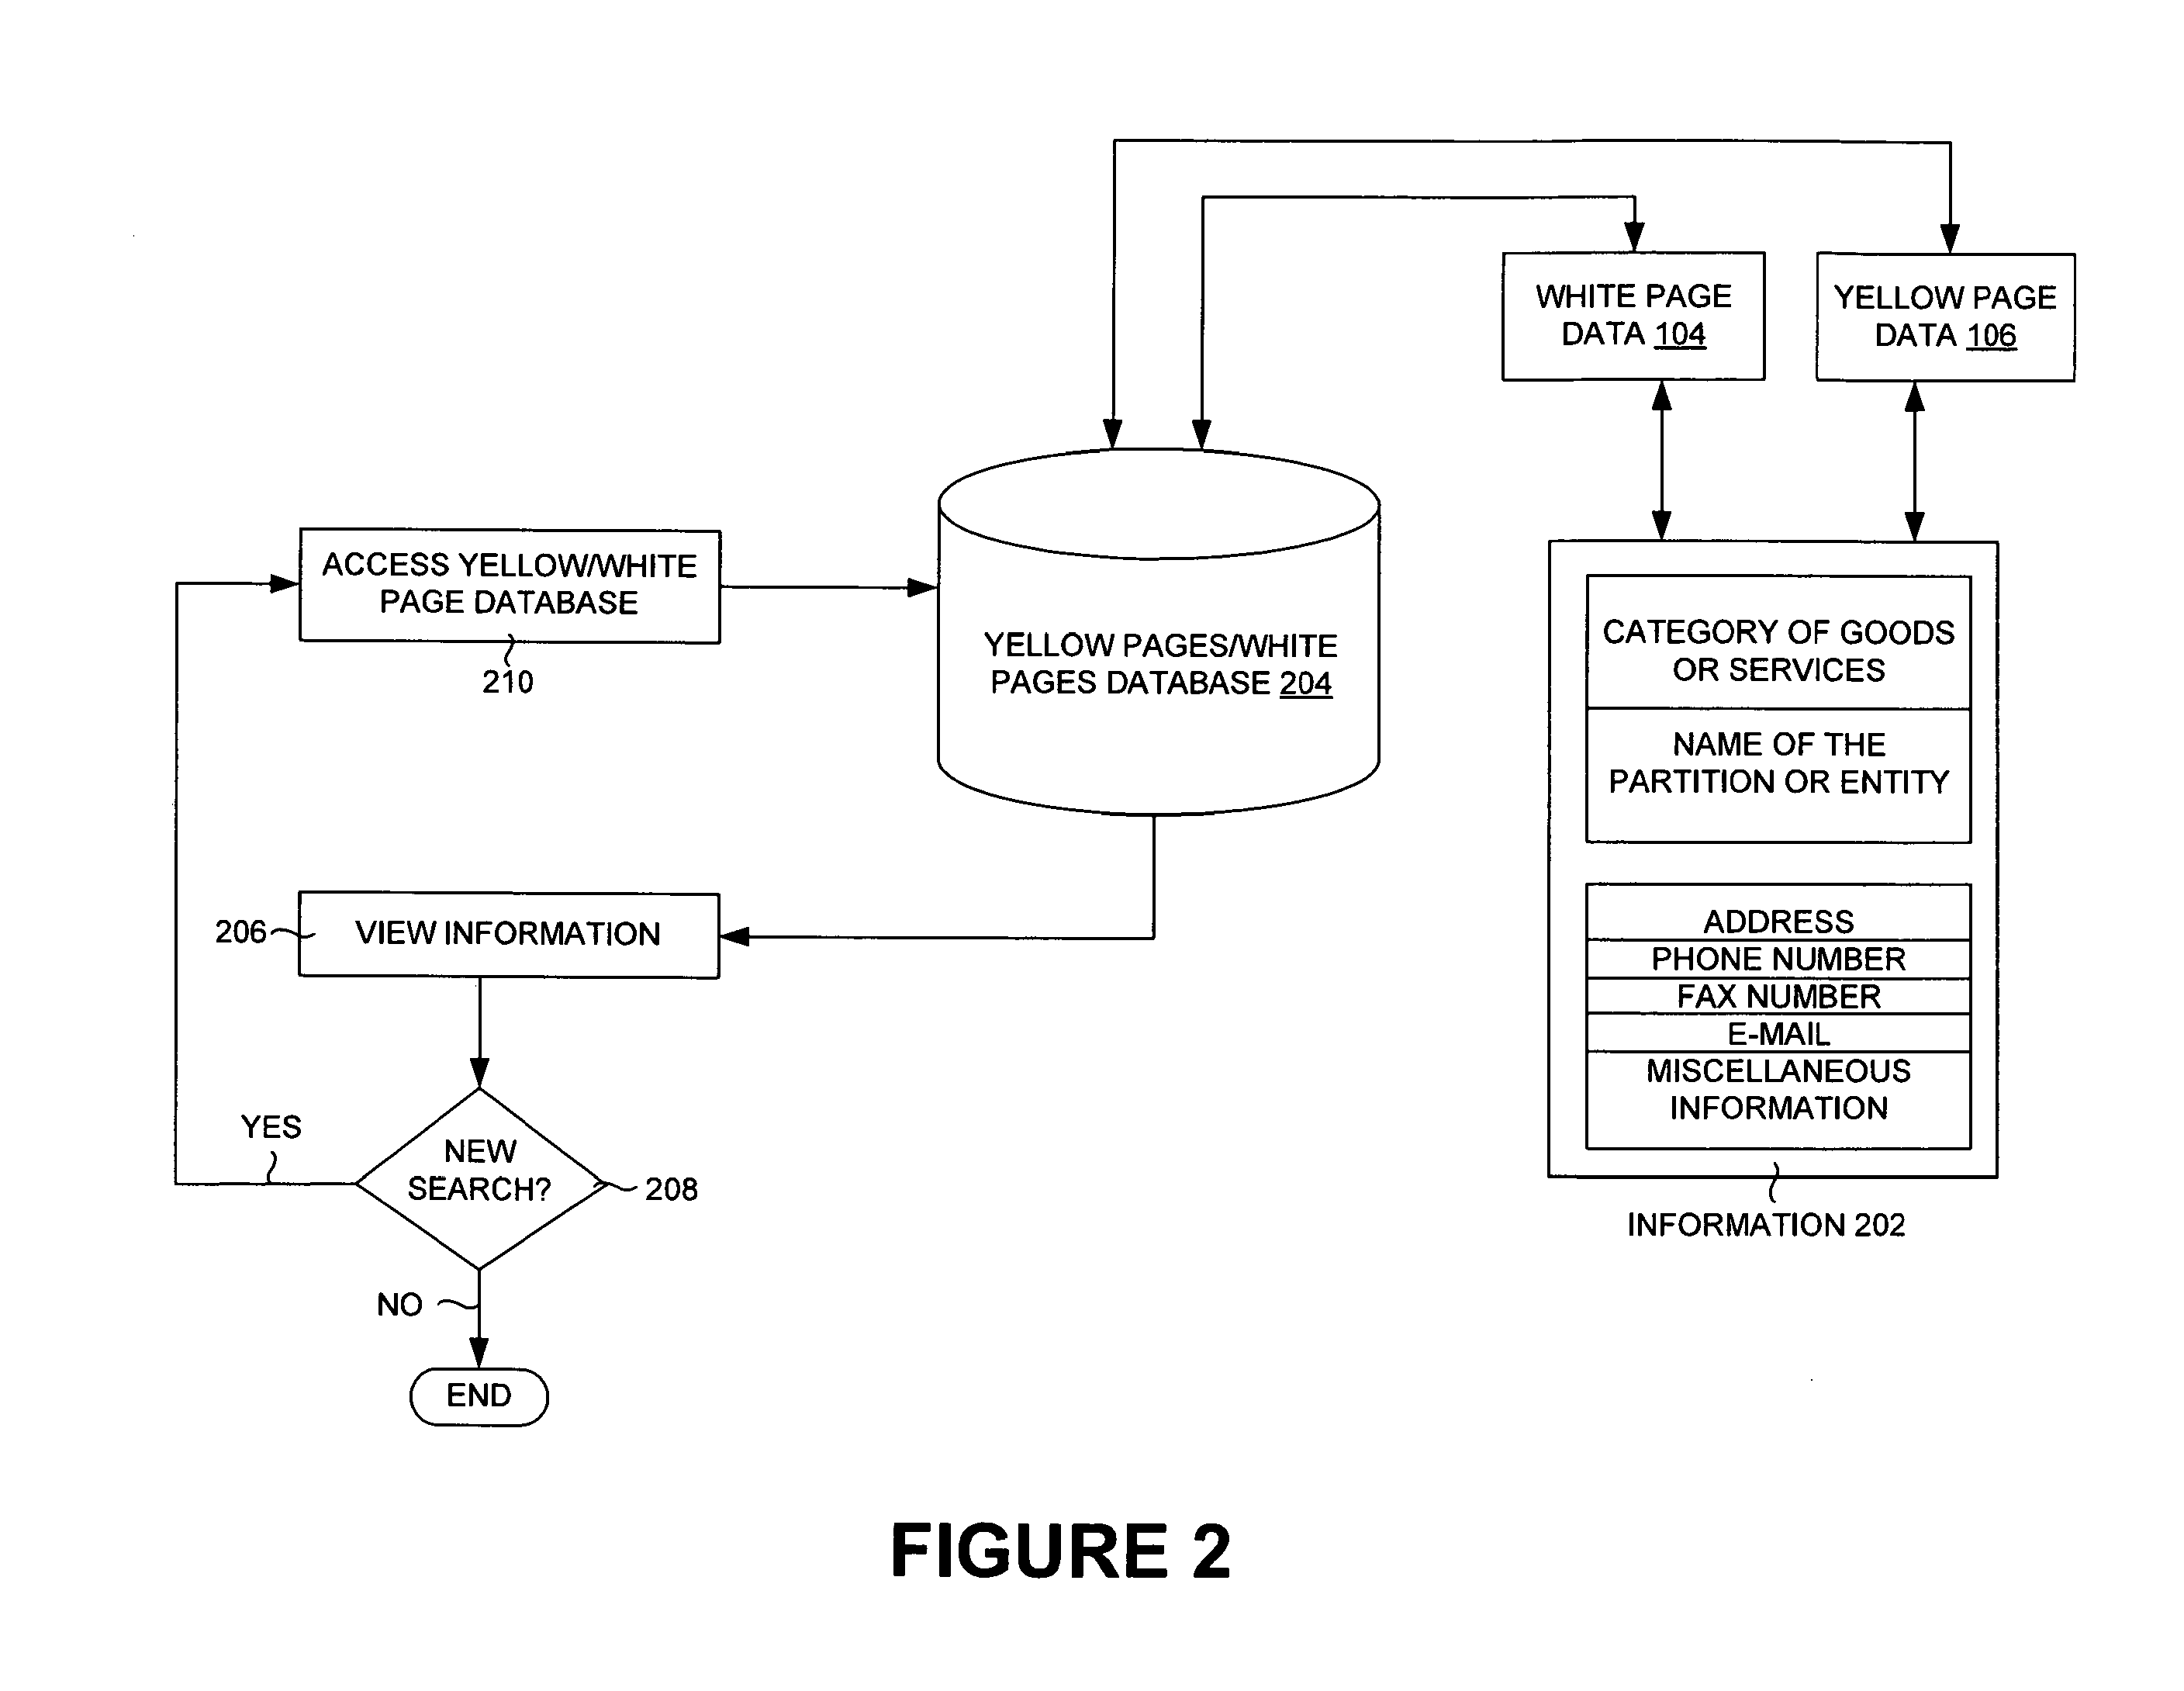 WHITE PAGE
DATA 104
YELLOW PAGE
DATA 106
ACCESS YELLOW/WHITE
PAGE DATABASE
210
YELLOW PAGES/WHITE
PAGES DATABASE 204
CATEGORY OF GOODS
OR SERVICES
NAME OF THE
PARTITION OR ENTITY
206
VIEW INFORMATION
ADDRESS
PHONE NUMBER
FAX NUMBER
E-MAIL
MISCELLANEOUS
INFORMATION
YES
NEW
SEARCH?
208
INFORMATION 202
NO
END
FIGURE 2